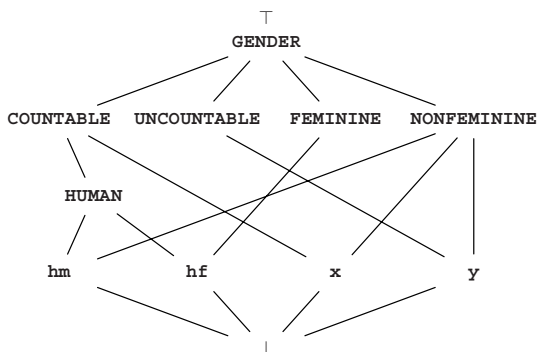 ⊤
GENDER
COUNTABLE UNCOUNTABLE FEMININE NONFEMININE
HUMAN
hm hf x y